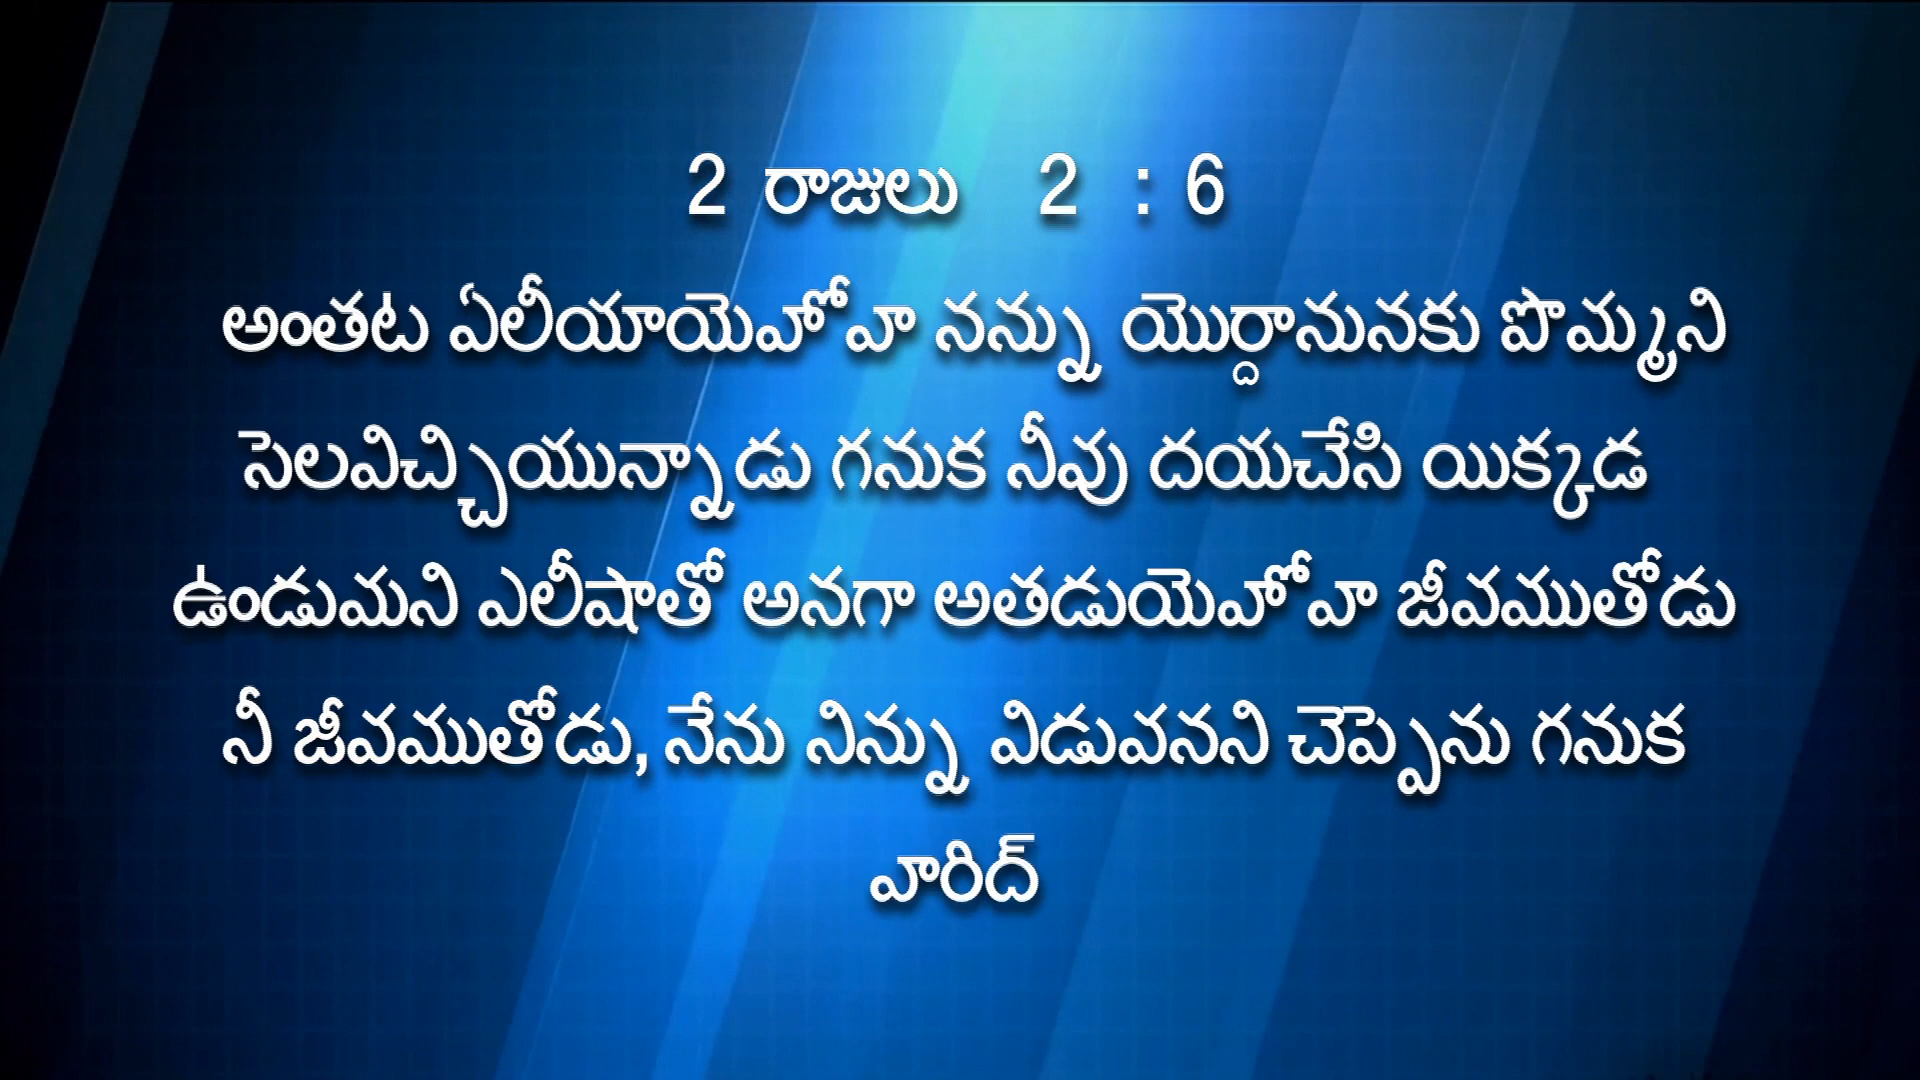 2 రాజులు 2 : 6
అంతట ఏలీయాయెహోవా నన్ను యొర్దానునకు పొమ్మని
సెలవిచ్చియున్నాడు గనుక నీవు దయచేసి యిక్కడ
ఉండుమని ఎలీషాతో అనగా అతడుయెహోవా జీవముతోడు
నీ జీవముతోడు, నేను నిన్ను విడువనని చెప్పెను గనుక
వారిద్